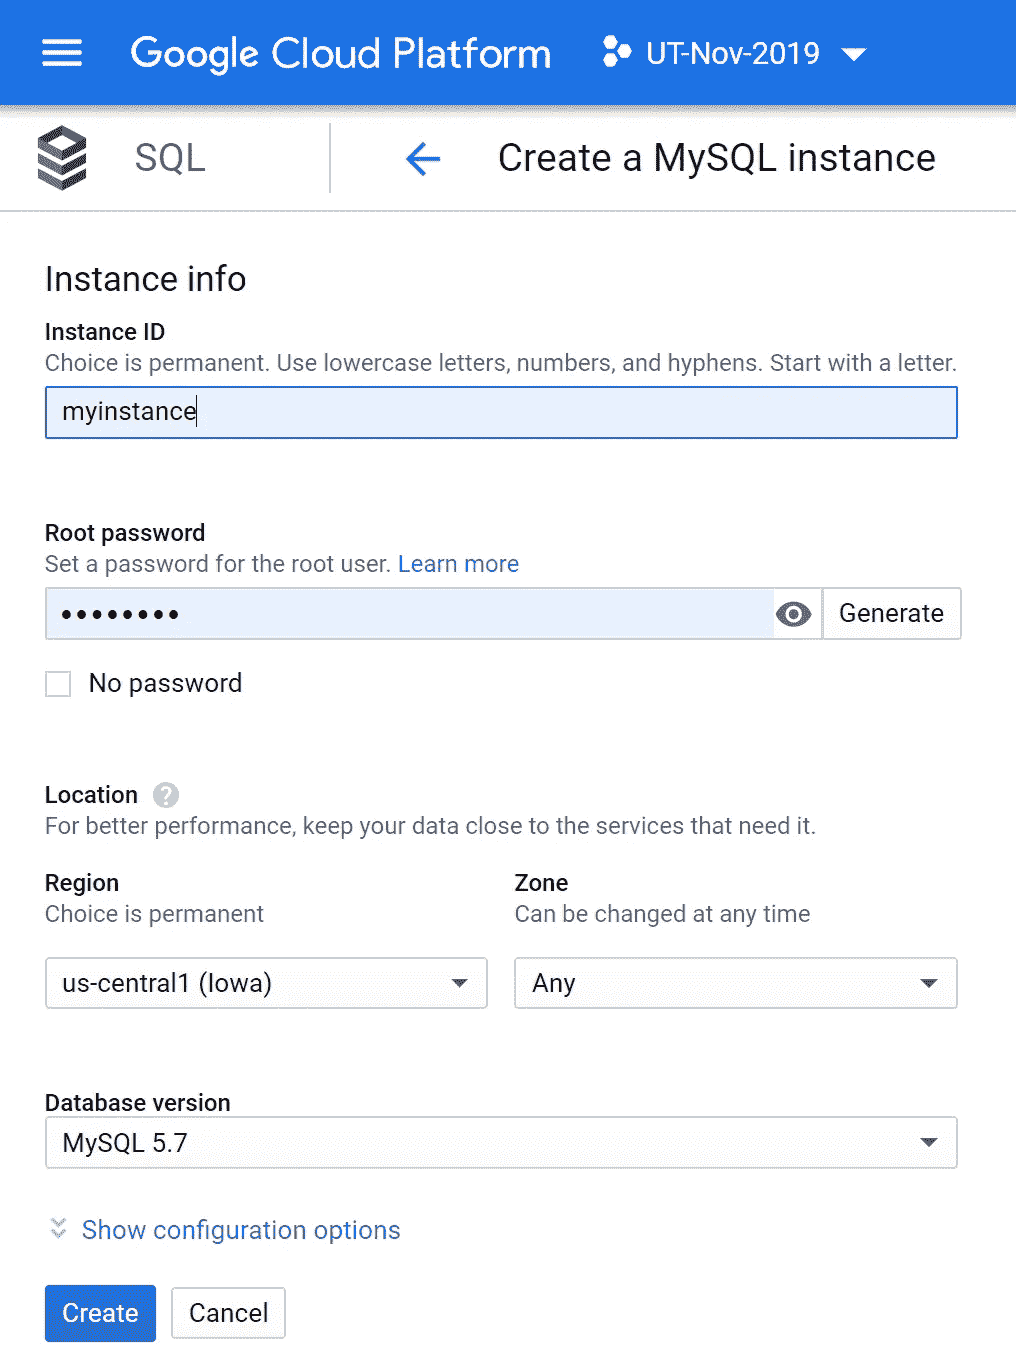 Google Cloud Platform UT-Nov-2019
SQL Create a MySQL instance
Instance info
Instance ID
Choice is permanent. Use lowercase letters, numbers, and hyphens. Start with a letter.
myinstance
Root password
Set a password for the root user. Learn more
•••••••• Generate
No password
Location ?
For better performance, keep your data close to the services that need it.
Region Zone
Choice is permanent Can be changed at any time
us-central1 (Iowa) Any
Database version
MySQL 5.7
Show configuration options
Create Cancel